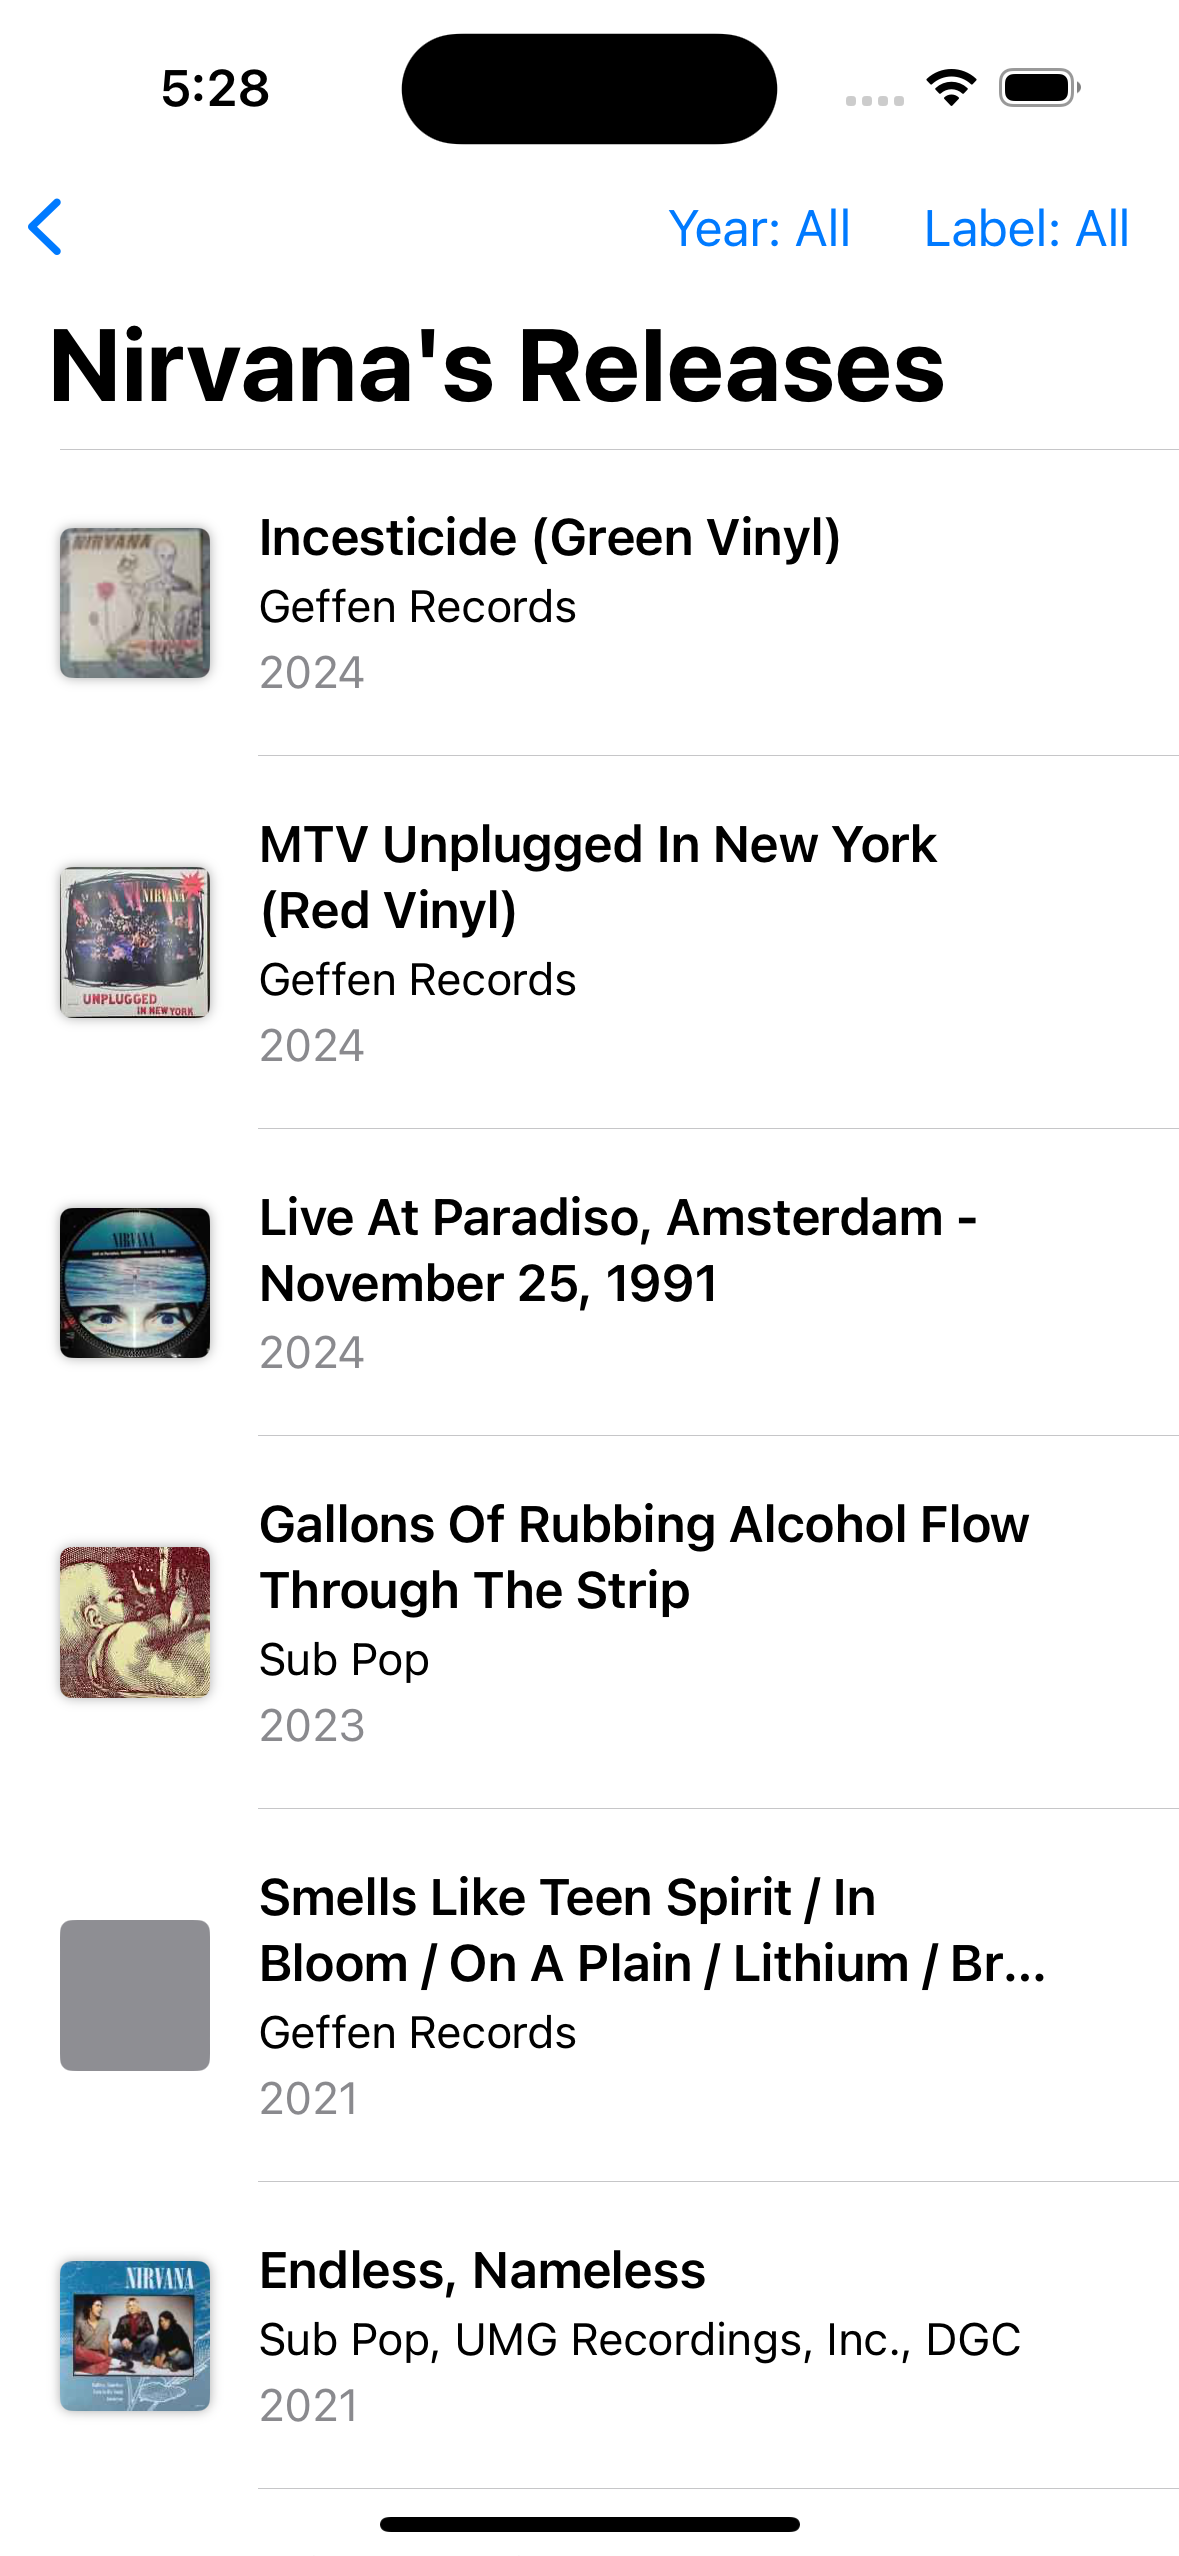 5:28
Year: All
Label: All
Nirvana's Releases
NIRVANA
Incesticide (Green Vinyl)
Geffen Records
2024
NIRVANA
UNPLUGGED
IN NEW YORK
MTV Unplugged In New York
(Red Vinyl)
Geffen Records
2024
NIRVANA
Live At Paradiso, Amsterdam -
November 25, 1991
2024
Gallons Of Rubbing Alcohol Flow
Through The Strip
Sub Pop
2023
Smells Like Teen Spirit / In
Bloom / On A Plain / Lithium / Br...
Geffen Records
2021
NIRVANA
Endless, Nameless
Sub Pop, UMG Recordings, Inc., DGC
2021